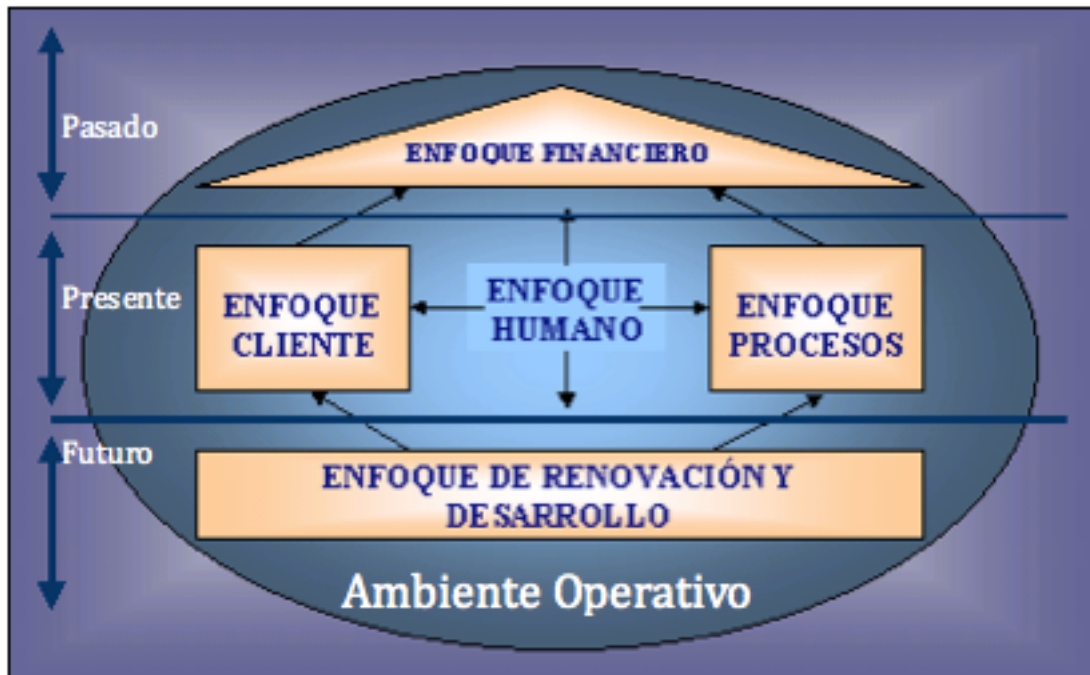 Pasado
ENFOQUE FINANCIERO
Presente
ENFOQUE
CLIENTE
ENFOQUE
HUMANO
ENFOQUE
PROCESOS
Futuro
ENFOQUE DE RENOVACIÓN Y
DESARROLLO
Ambiente Operativo